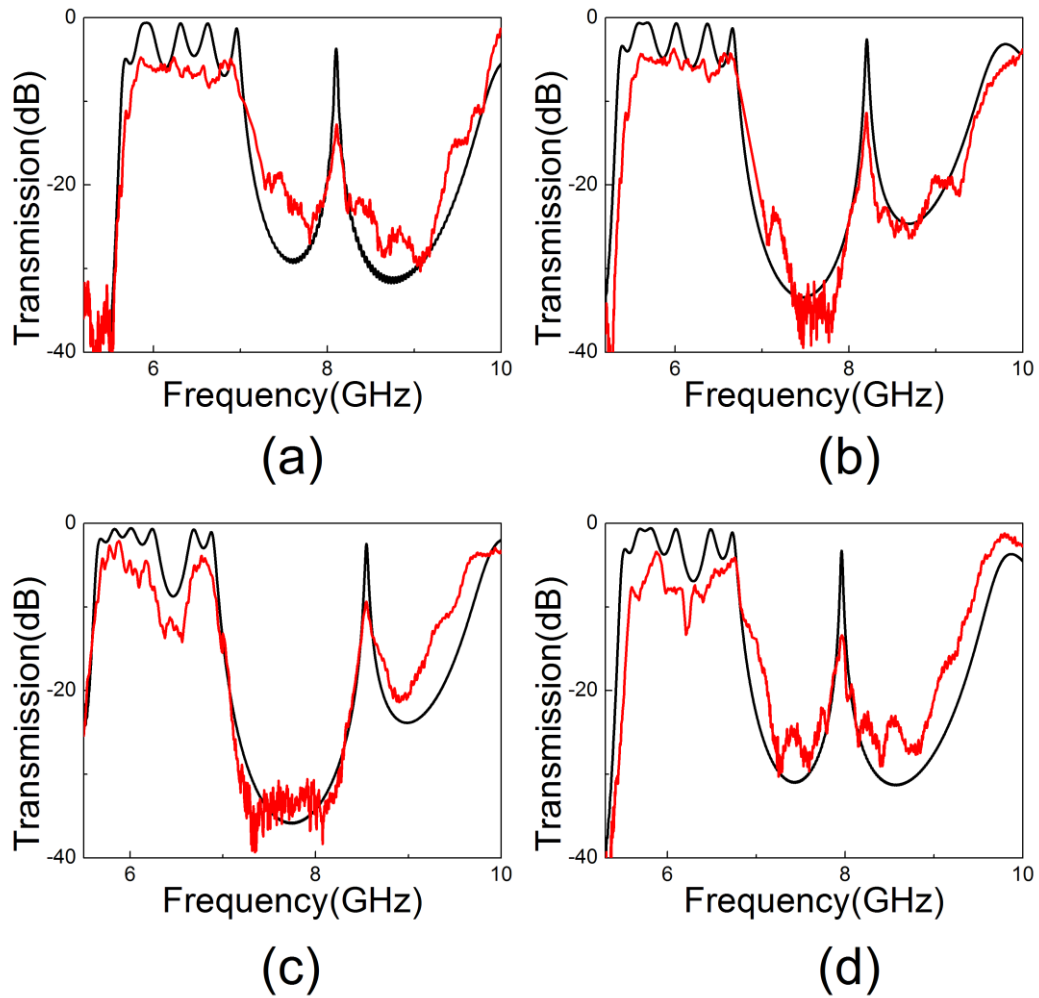 0
-20
-40
Transmission(dB)
6
8
10
Frequency(GHz)
(a)
0
-20
-40
Transmission(dB)
6
8
10
Frequency(GHz)
(b)
0
-20
-40
Transmission(dB)
6
8
10
Frequency(GHz)
(c)
0
-20
-40
Transmission(dB)
6
8
10
Frequency(GHz)
(d)